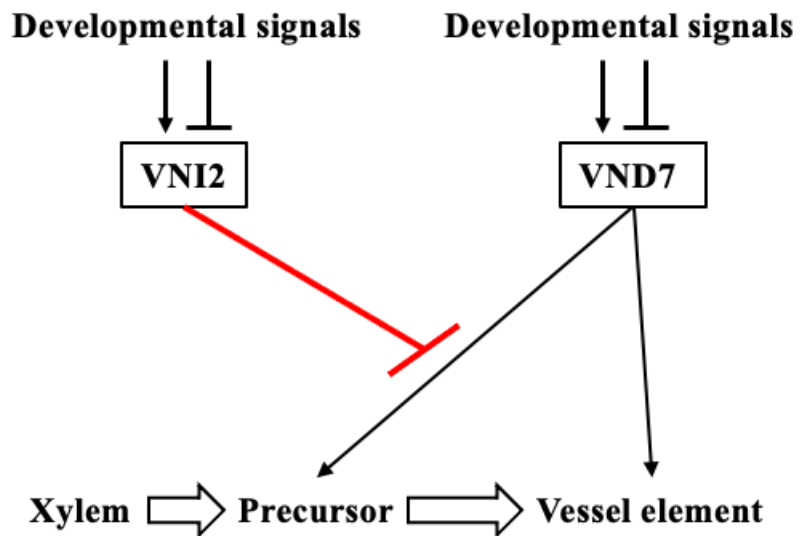 Developmental signals Developmental signals
VNI2 VND7
Xylem Precursor Vessel element